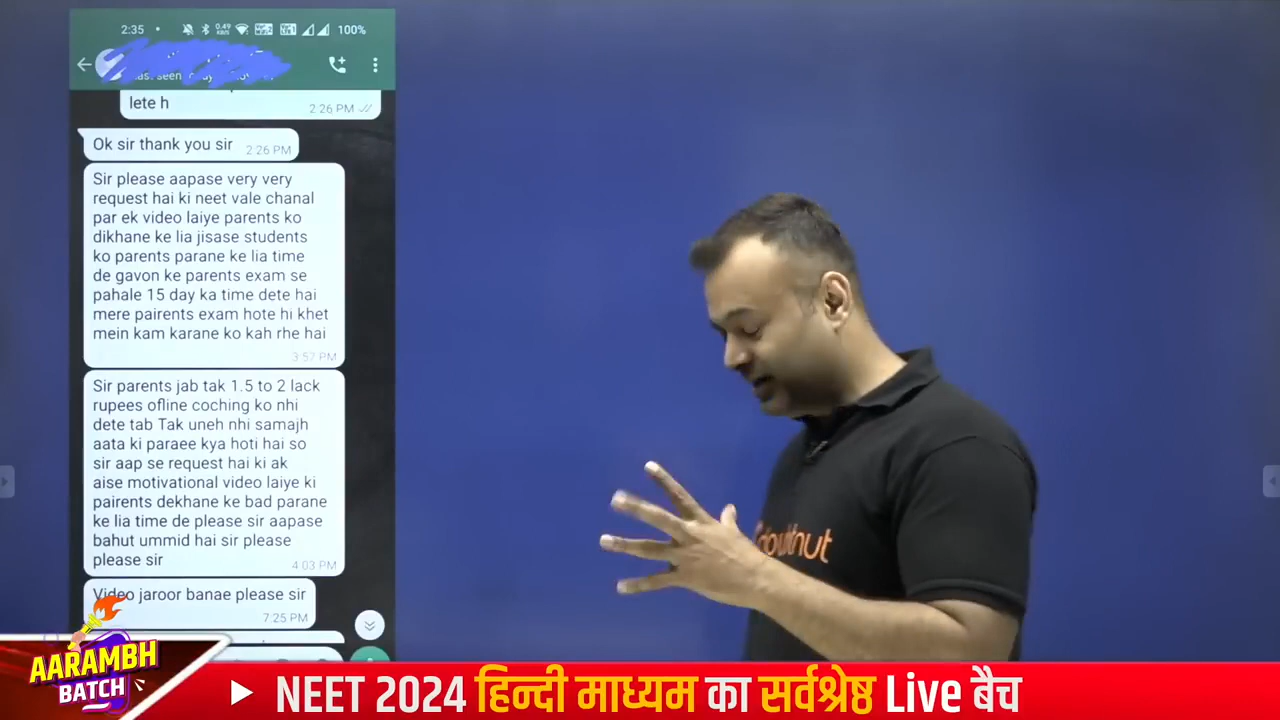 2:35
0.49
KB/S
100%
lete h
2:26 PM
Ok sir thank you sir
2:26 PM
Sir please aapase very very
request hai ki neet vale chanal
par ek video laiye parents ko
dikhane ke lia jisase students
ko parents parane ke lia time
de gavon ke parents exam se
pahale 15 day ka time dete hai
mere pairents exam hote hi khet
mein kam karane ko kah rhe hai
3:57 PM
Sir parents jab tak 1.5 to 2 lack
rupees ofline coching ko nhi
dete tab Tak uneh nhi samajh
aata ki paraee kya hoti hai so
sir aap se request hai ki ak
aise motivational video laiye ki
pairents dekhane ke bad parane
ke lia time de please sir aapase
bahut ummid hai sir please
please sir
4:03 PM
Video jaroor banae please sir
7:25 PM
doubtnut
AARAMBH
BATCH
NEET 2024 हिन्दी माध्यम का सर्वश्रेष्ठ Live बैच